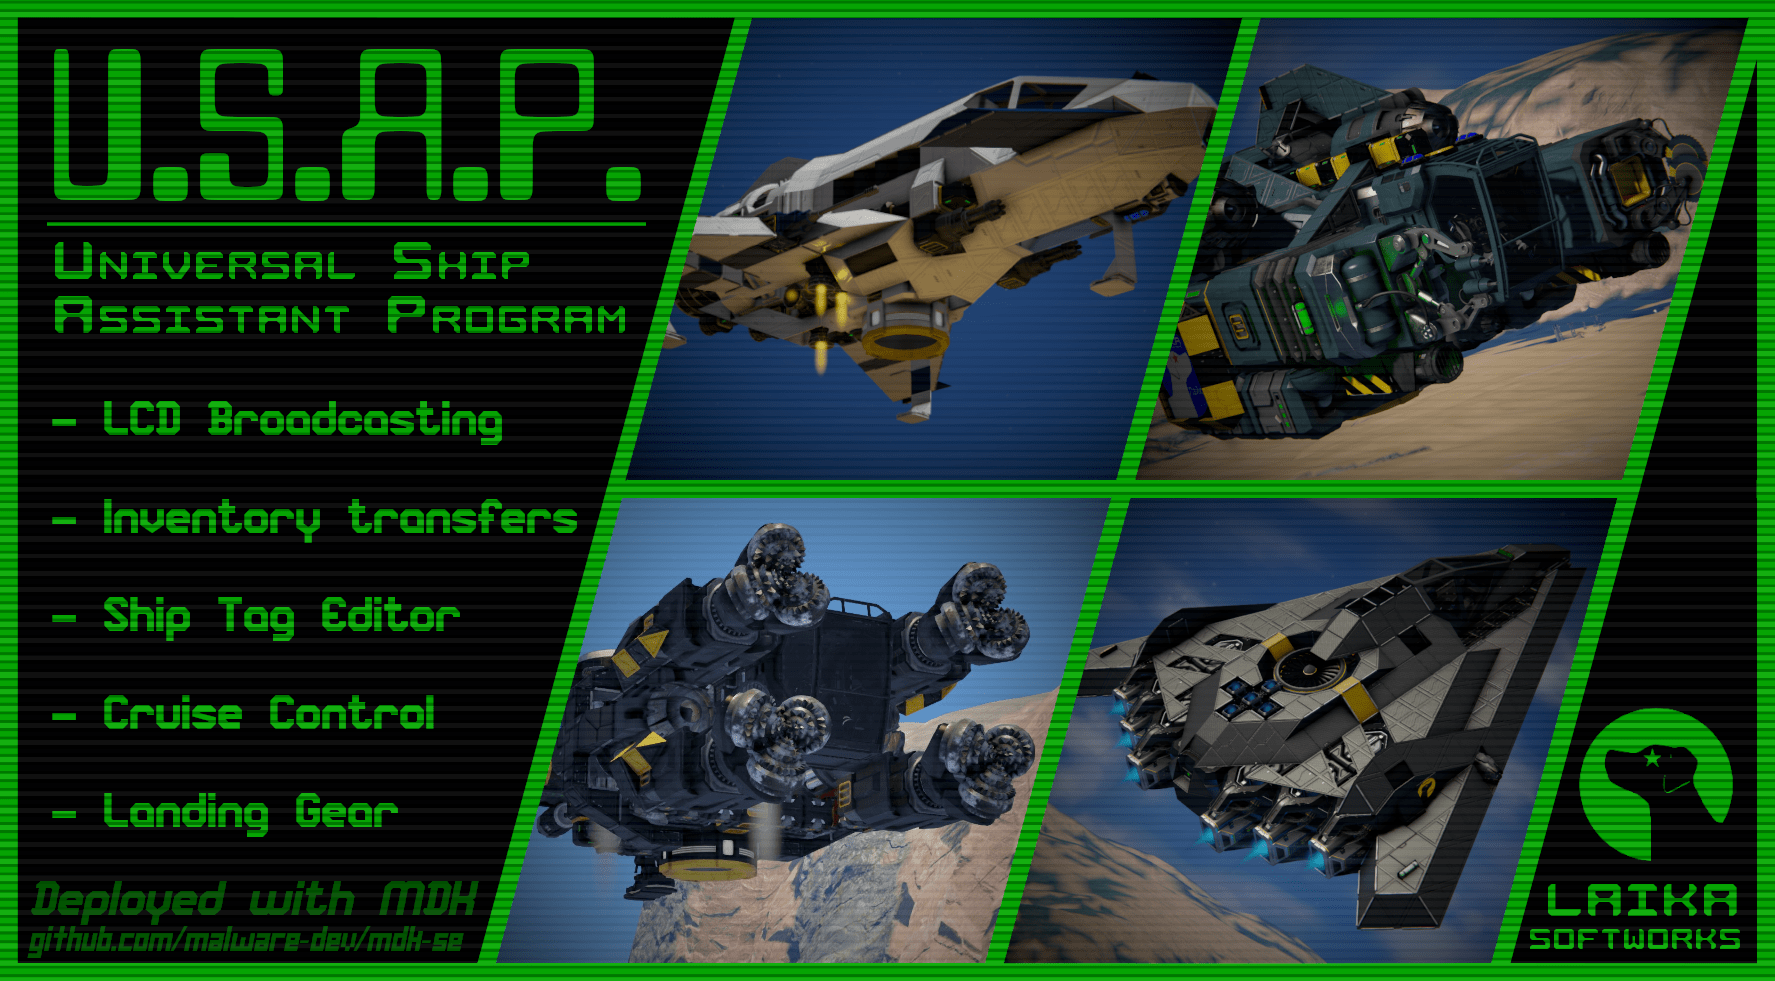 U.S.A.P.
Universal Ship
Assistant Program
- LCD Broadcasting
- Inventory transfers
- Ship Tag Editor
- Cruise Control
- Landing Gear
Deployed with MDK
github.com/malware-dev/mdk-se
LAIKA
SOFTWORKS